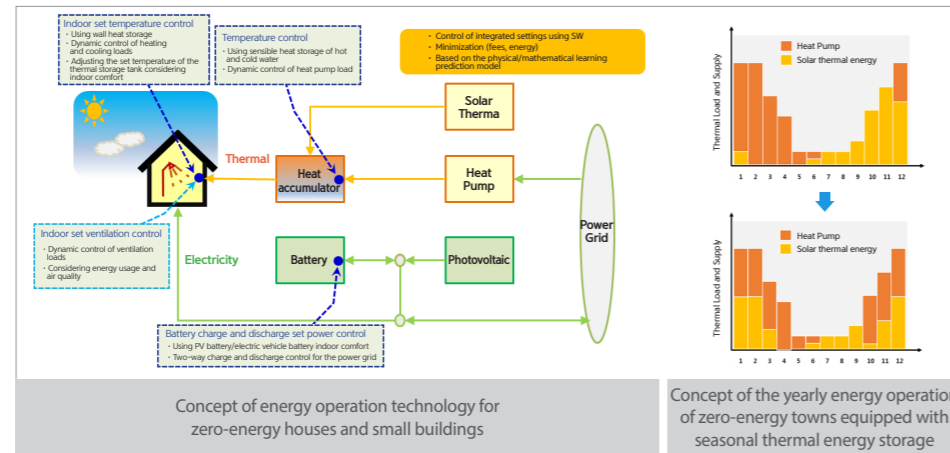 Indoor set temperature control
· Using wall heat storage
· Dynamic control of heating
and cooling loads
· Adjusting the set temperature of the
thermal storage tank considering
indoor comfort
Temperature control
· Using sensible heat storage of hot
and cold water
· Dynamic control of heat pump load
· Control of integrated settings using SW
· Minimization (fees, energy)
· Based on the physical/mathematical learning
prediction model
Solar
Therma
Thermal
Heat
accumulator
Heat
Pump
Power
Grid
Indoor set ventilation control
· Dynamic control of ventilation
loads
· Considering energy usage and
air quality
Electricity
Battery
Photovoltaic
Battery charge and discharge set power control
· Using PV battery/electric vehicle battery indoor comfort
· Two-way charge and discharge control for the power grid
Concept of energy operation technology for
zero-energy houses and small buildings
Thermal Load and Supply
Heat Pump
Solar thermal energy
1 2 3 4 5 6 7 8 9 10 11 12
Thermal Load and Supply
Heat Pump
Solar thermal energy
1 2 3 4 5 6 7 8 9 10 11 12
Concept of the yearly energy operation
of zero-energy towns equipped with
seasonal thermal energy storage